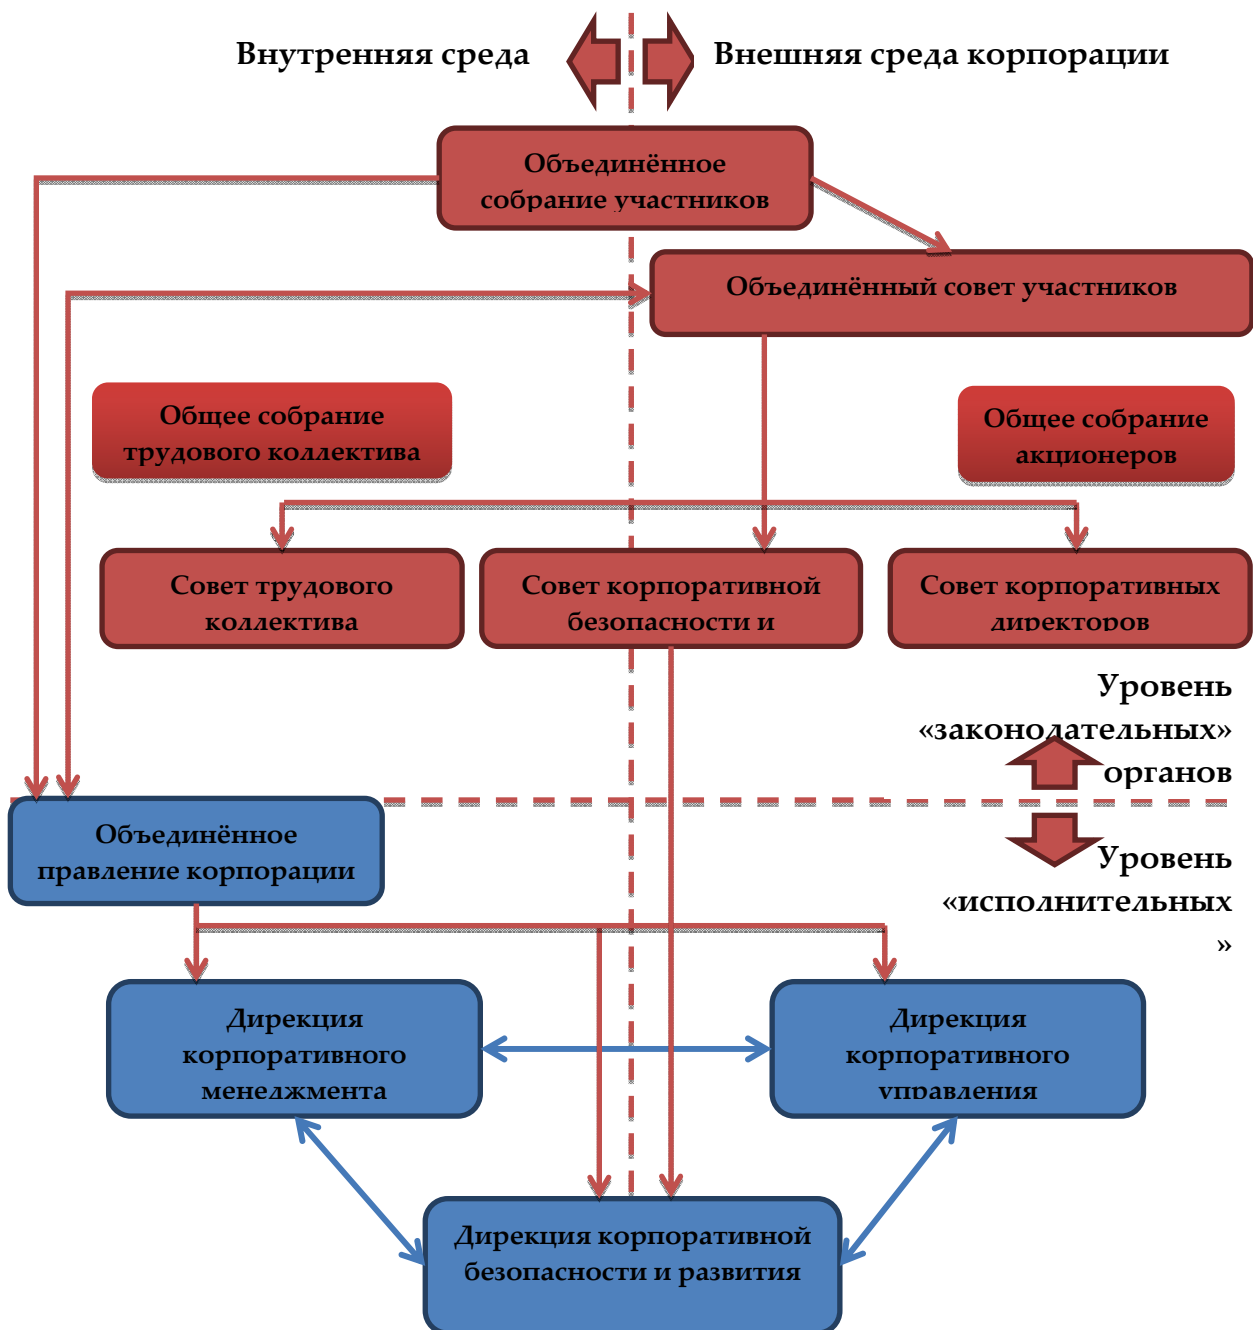 Внутренняя среда
Внешняя среда корпорации
Объединённое
собрание участников
Объединённый совет участников
Общее собрание
трудового коллектива
Общее собрание
акционеров
Совет трудового
коллектива
Совет корпоративной
безопасности и
Совет корпоративных
директоров
Уровень
«законодательных»
органов
Объединённое
правление корпорации
Уровень
«исполнительных
»
Дирекция
корпоративного
менеджмента
Дирекция
корпоративного
управления
Дирекция корпоративной
безопасности и развития